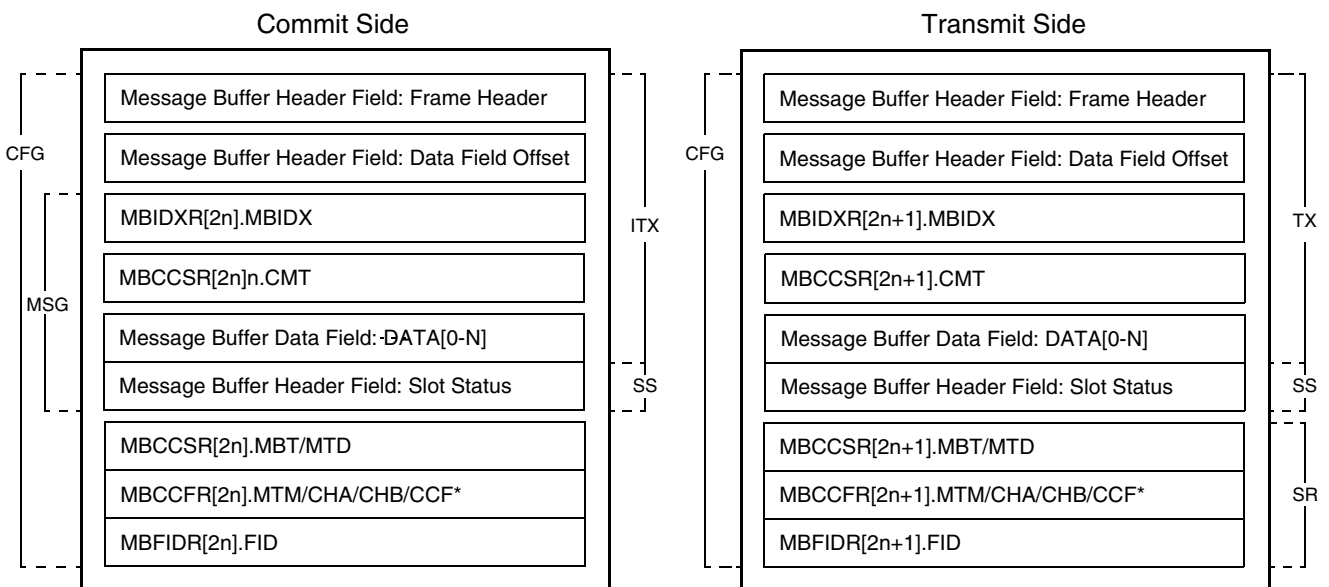 Commit Side
Transmit Side
CFG
MSG
Message Buffer Header Field: Frame Header
Message Buffer Header Field: Data Field Offset
MBIDXR[2n].MBIDX
MBCCSR[2n]n.CMT
Message Buffer Data Field: DATA[0-N]
Message Buffer Header Field: Slot Status
MBCCSR[2n].MBT/MTD
MBCCFR[2n].MTM/CHA/CHB/CCF*
MBFIDR[2n].FID
ITX
SS
CFG
Message Buffer Header Field: Frame Header
Message Buffer Header Field: Data Field Offset
MBIDXR[2n+1].MBIDX
MBCCSR[2n+1].CMT
Message Buffer Data Field: DATA[0-N]
Message Buffer Header Field: Slot Status
MBCCSR[2n+1].MBT/MTD
MBCCFR[2n+1].MTM/CHA/CHB/CCF*
MBFIDR[2n+1].FID
TX
SS
SR